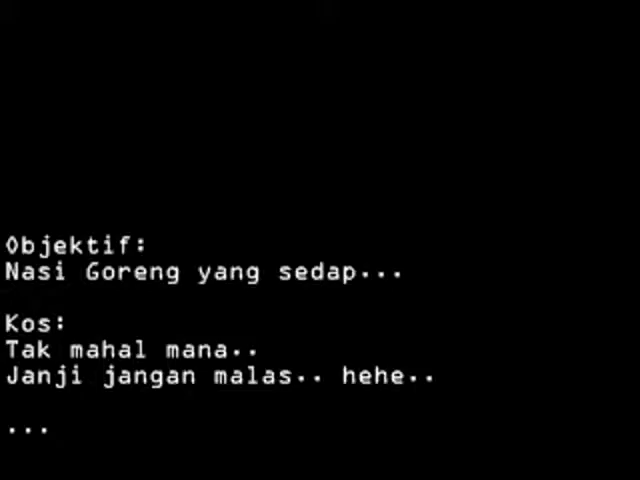 Objektif:
Nasi Goreng yang sedap...
Kos:
Tak mahal mana..
Janji jangan malas.. hehe..
...